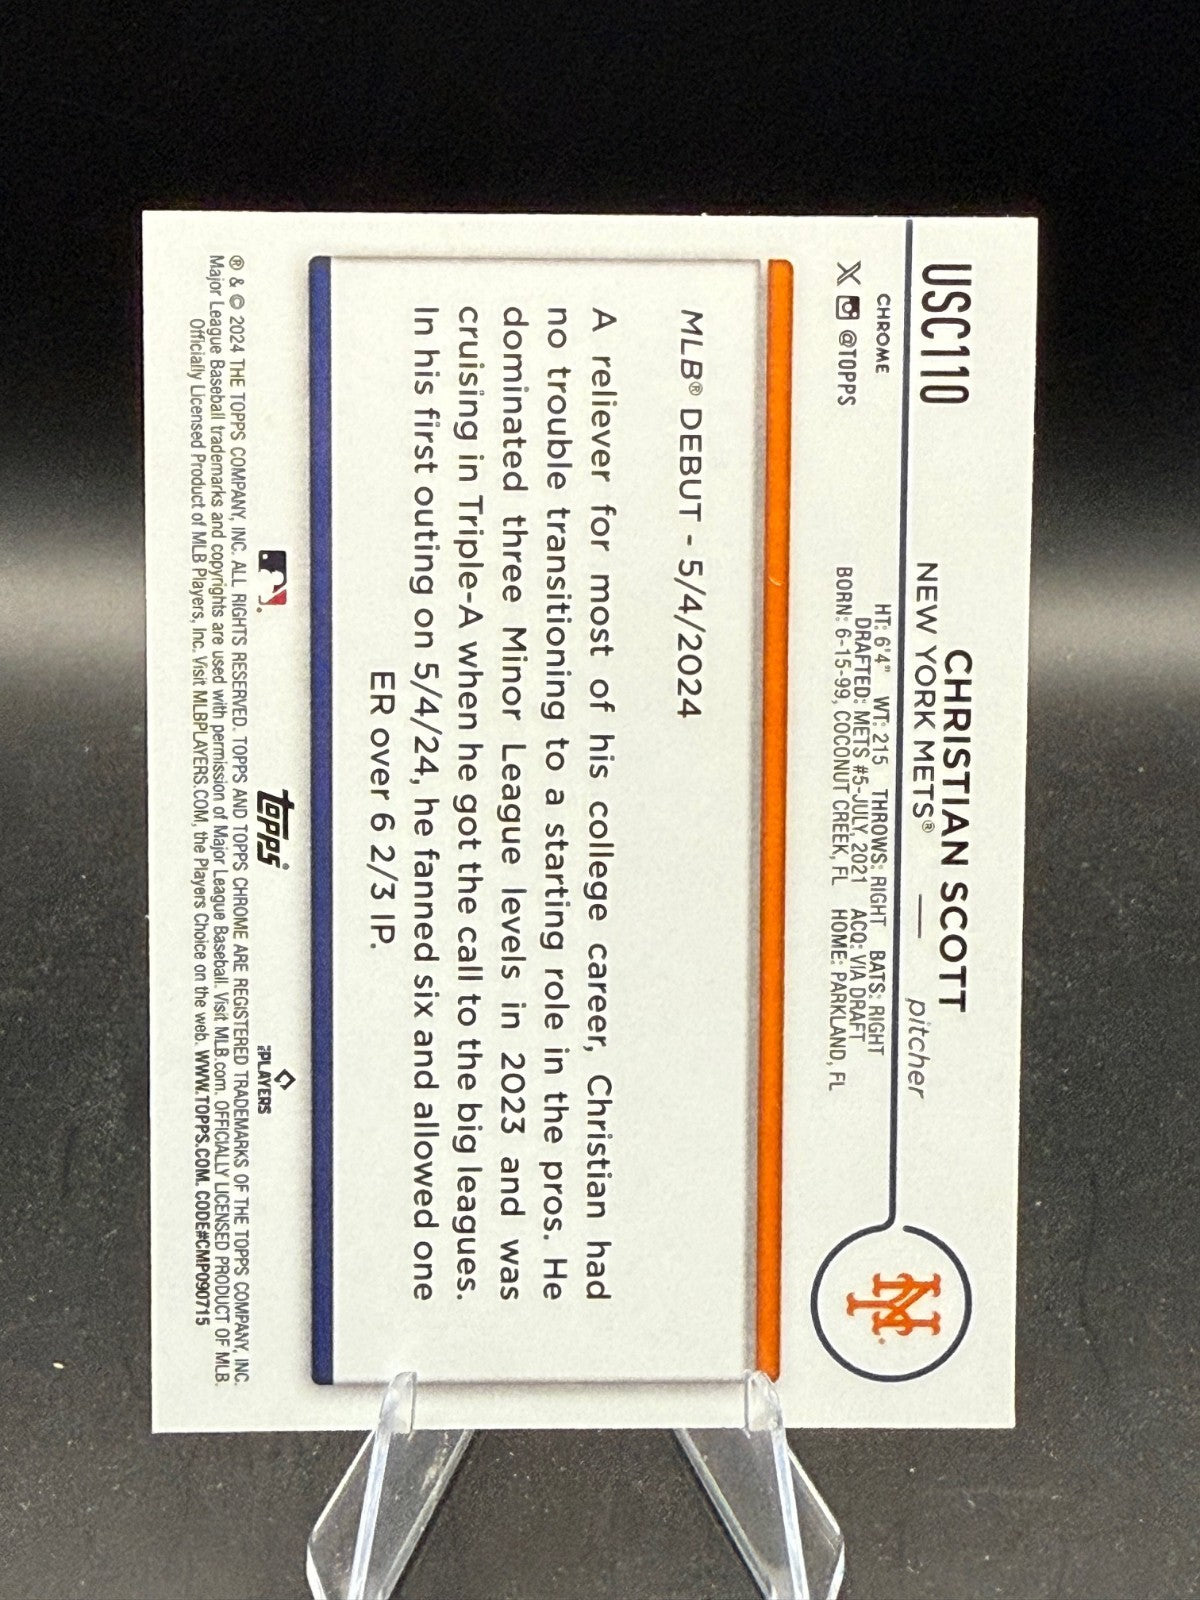 USC110
CHRISTIAN SCOTT
NEW YORK METS® — pitcher
CHROME
@TOPPS
HT: 6'4" WT: 215 THROWS: RIGHT BATS: RIGHT
DRAFTED: METS #5-JULY, 2021 ACQ: VIA DRAFT
BORN: 6-15-99, COCONUT CREEK, FL HOME: PARKLAND, FL
MLB® DEBUT - 5/4/2024
A reliever for most of his college career, Christian had
no trouble transitioning to a starting role in the pros. He
dominated three Minor League levels in 2023 and was
cruising in Triple-A when he got the call to the big leagues.
In his first outing on 5/4/24, he fanned six and allowed one
ER over 6 2/3 IP.
topps®
MLB PLAYERS
® & © 2024 THE TOPPS COMPANY, INC. ALL RIGHTS RESERVED. TOPPS AND TOPPS CHROME ARE REGISTERED TRADEMARKS OF THE TOPPS COMPANY, INC.
Major League Baseball trademarks and copyrights are used with permission of Major League Baseball. Visit MLB.com. OFFICIALLY LICENSED PRODUCT OF MLB
Officially Licensed Product of MLB Players, Inc. Visit MLBPLAYERS.COM, the Players Choice on the web. WWW.TOPPS.COM. CODE#CMP090715